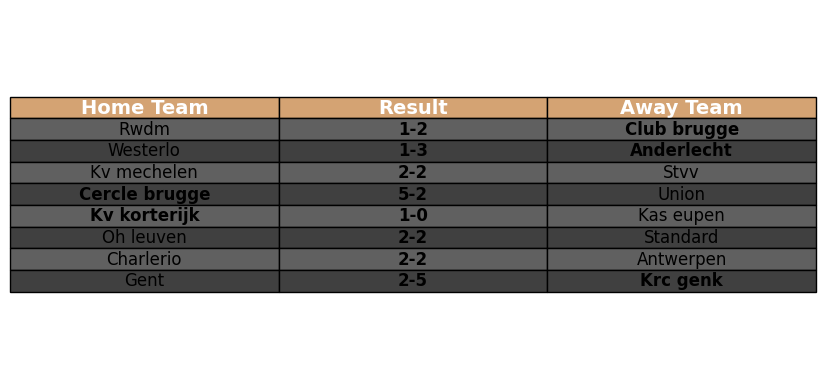 Home Team Result Away Team
Rwdm 1-2 Club brugge
Westerlo 1-3 Anderlecht
Kv mechelen 2-2 Stvv
Cercle brugge 5-2 Union
Kv korterijk 1-0 Kas eupen
Oh leuven 2-2 Standard
Charlerio 2-2 Antwerpen
Gent 2-5 Krc genk